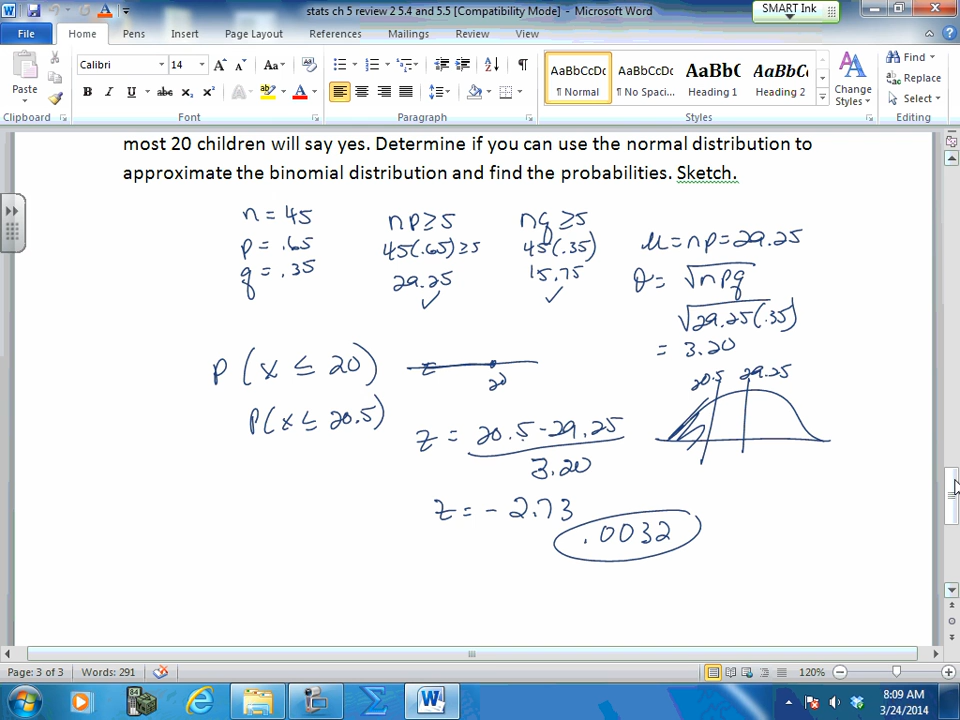 stats ch 5 review 2 5.4 and 5.5 [Compatibility Mode] - Microsoft Word
SMART Ink
File Home Pens Insert Page Layout References Mailings Review View
Paste
Calibri 14
AaBbCcDc AaBbCcDc AaBbC( AaBbCc
¶ Normal ¶ No Spaci... Heading 1 Heading 2
Change Styles
Find
Replace
Select
Clipboard Font Paragraph Styles Editing
most 20 children will say yes. Determine if you can use the normal distribution to
approximate the binomial distribution and find the probabilities. Sketch.
n = 45
p = .65
q = .35
np ≥ 5
45(.65) ≥ 5
29.25 ✓
nq ≥ 5
45(.35)
15.75
✓
μ = np = 29.25
σ = √npq
√29.25(.35)
= 3.20
P(x ≤ 20)
20
P(x ≤ 20.5)
20.5 29.25
z = 20.5 - 29.25
3.20
z = -2.73
.0032
Page: 3 of 3 Words: 291 120%
84
8:09 AM
3/24/2014